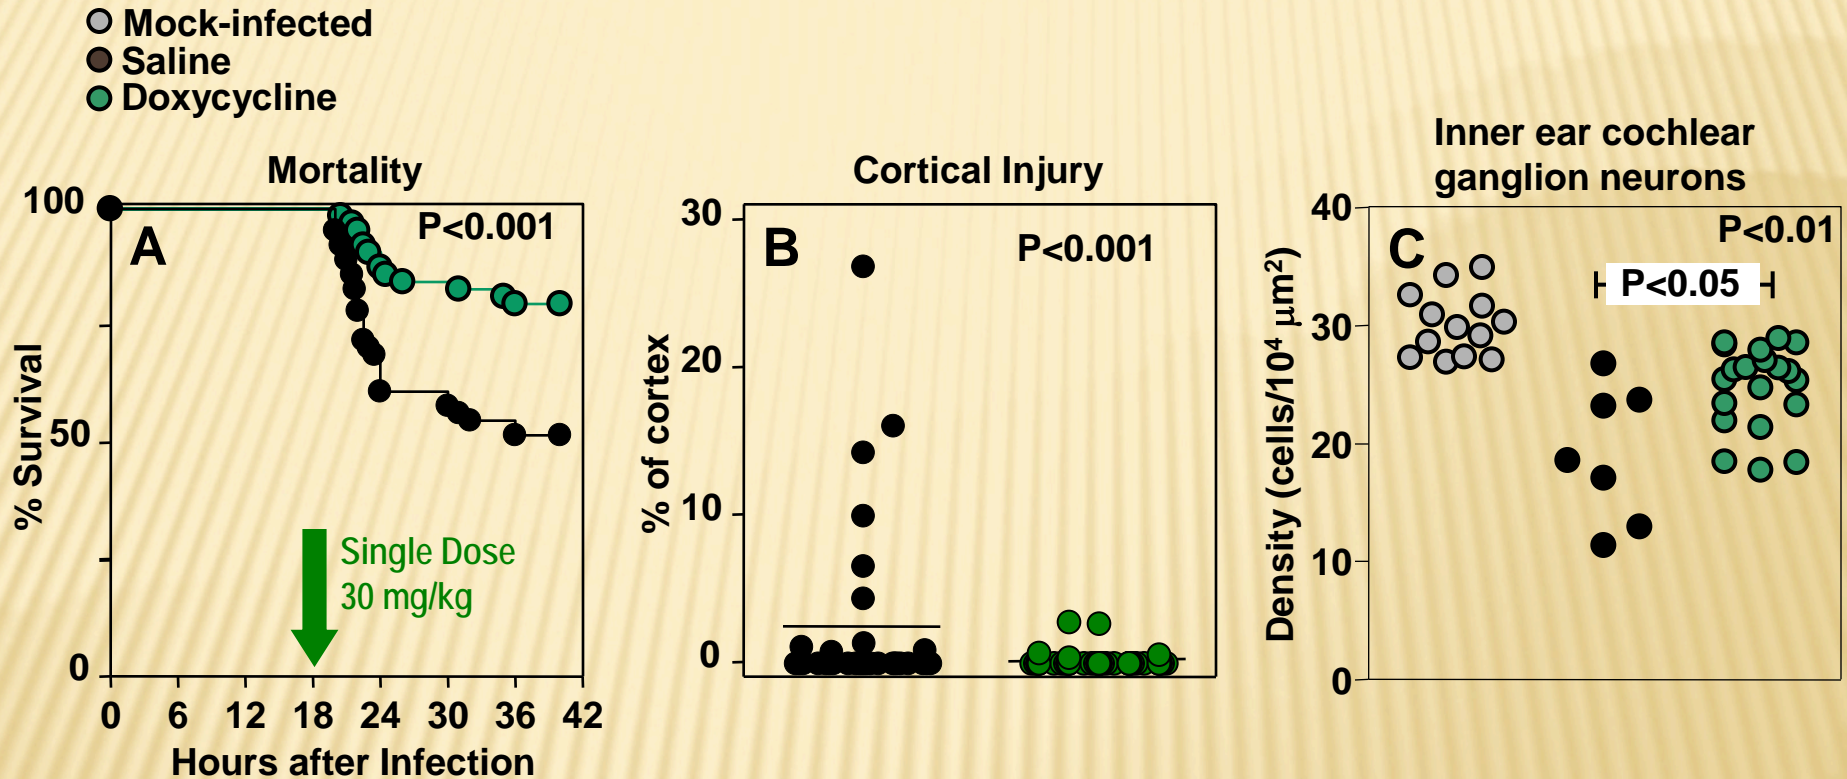 Mock-infected
Saline
Doxycycline
Mortality
100
50
0
% Survival
A
P<0.001
Single Dose
30 mg/kg
0 6 12 18 24 30 36 42
Hours after Infection
Cortical Injury
30
20
10
0
% of cortex
B
P<0.001
Inner ear cochlear
ganglion neurons
40
30
20
10
0
Density (cells/10⁴ μm²)
C
P<0.01
P<0.05